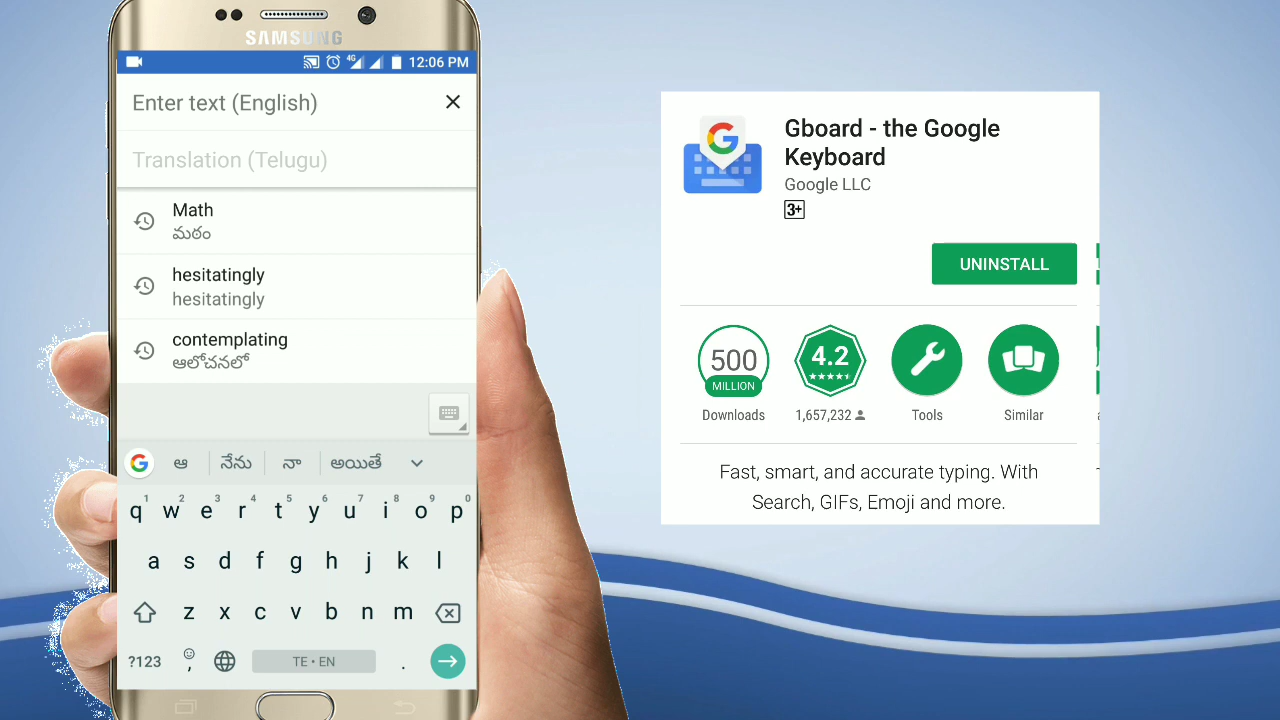 SAMSUNG
4G 12:06 PM
Enter text (English)
Translation (Telugu)
Math
మఠం
hesitatingly
hesitatingly
contemplating
ఆలోచనలో
G ఆ నేను నా అయితే
1 2 3 4 5 6 7 8 9 0
q w e r t y u i o p
a s d f g h j k l
z x c v b n m
?123 , TE • EN .
Gboard - the Google
Keyboard
Google LLC
3+
UNINSTALL
500
MILLION
Downloads
4.2
1,657,232
Tools
Similar
Fast, smart, and accurate typing. With
Search, GIFs, Emoji and more.